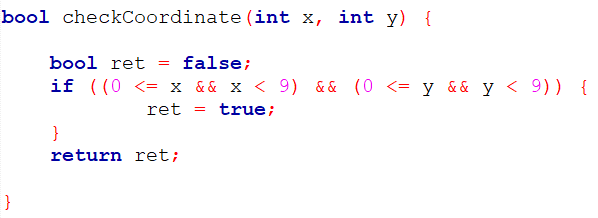 bool checkCoordinate(int x, int y) {
bool ret = false;
if ((0 <= x && x < 9) && (0 <= y && y < 9)) {
ret = true;
}
return ret;
}